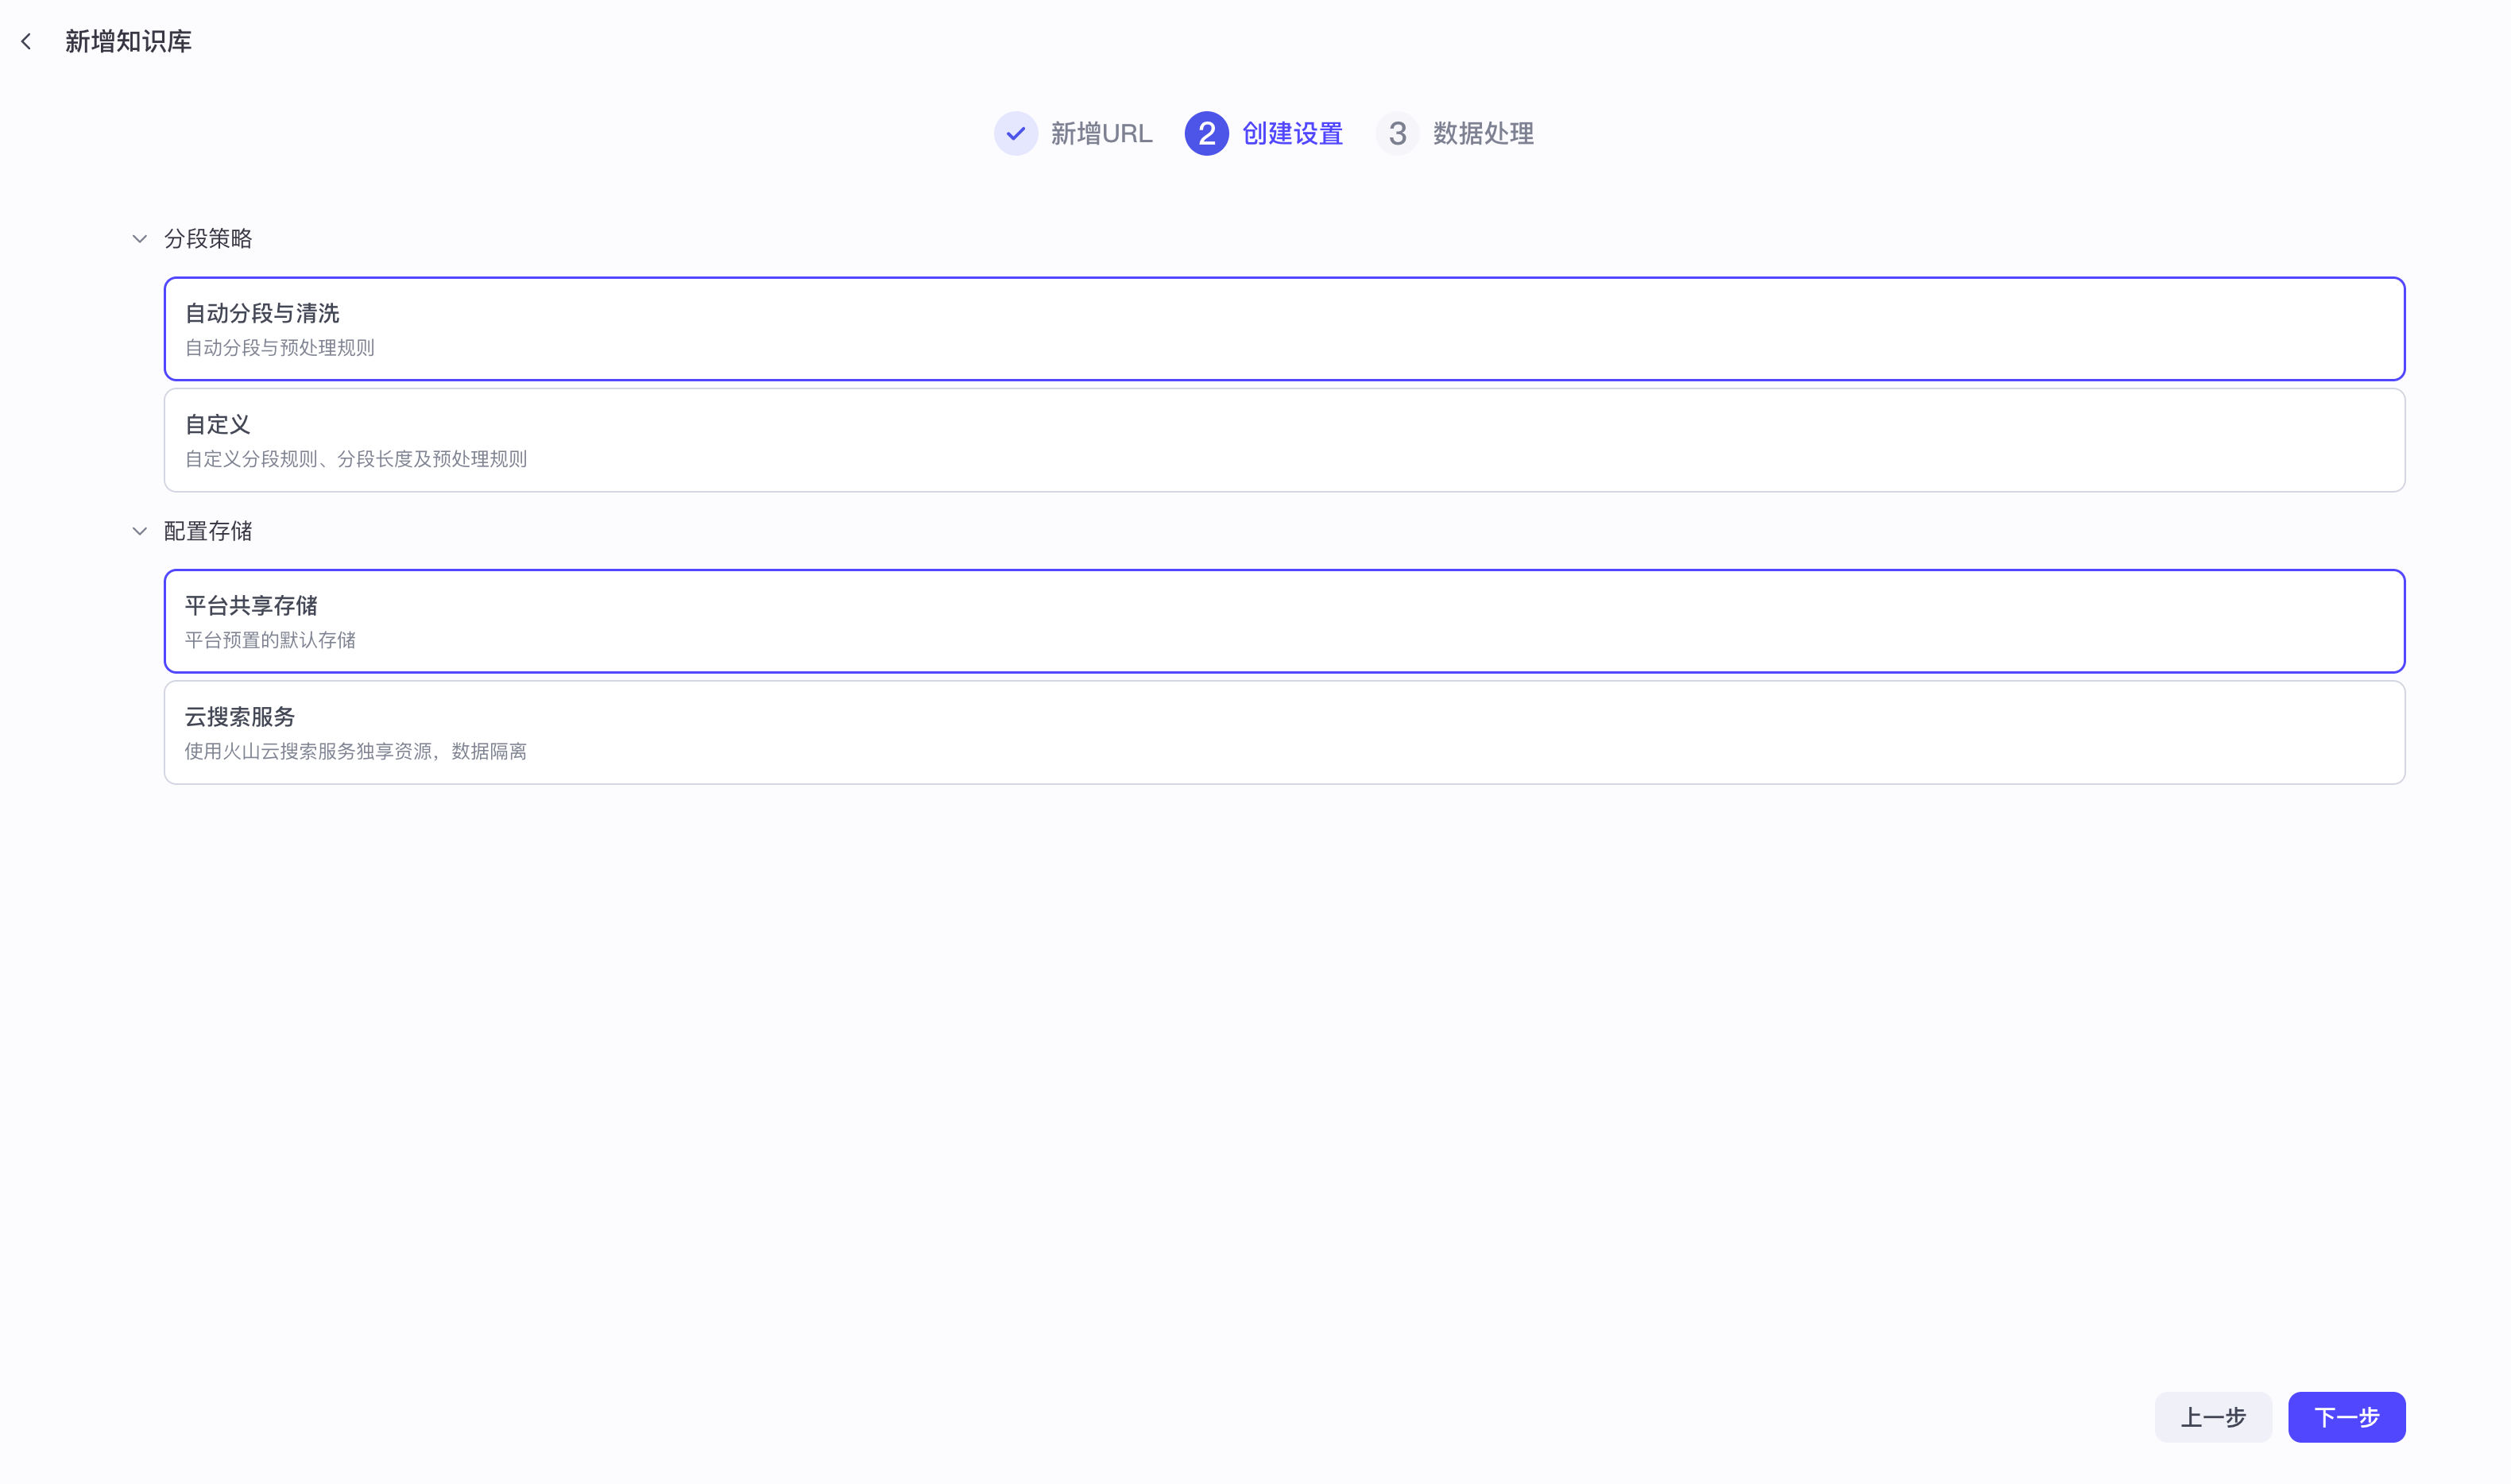 新增知识库
新增URL
2 创建设置
3 数据处理
分段策略
自动分段与清洗
自动分段与预处理规则
自定义
自定义分段规则、分段长度及预处理规则
配置存储
平台共享存储
平台预置的默认存储
云搜索服务
使用火山云搜索服务独享资源，数据隔离
上一步
下一步